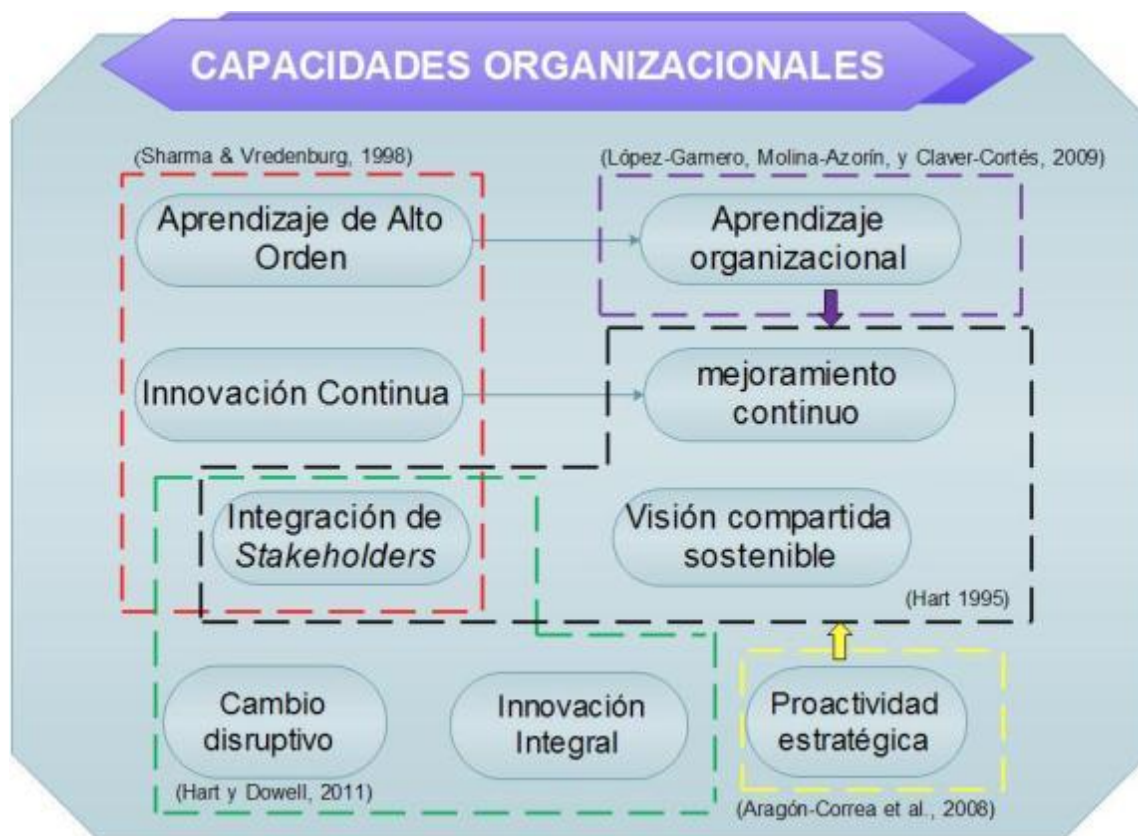 CAPACIDADES ORGANIZACIONALES
(Sharma & Vredenburg, 1998)
(López-Gamero, Molina-Azorín, y Claver-Cortés, 2009)
Aprendizaje de Alto
Orden
Aprendizaje
organizacional
Innovación Continua
mejoramiento
continuo
Integración de
Stakeholders
Visión compartida
sostenible
(Hart 1995)
Cambio
disruptivo
Innovación
Integral
Proactividad
estratégica
(Hart y Dowell, 2011)
(Aragón-Correa et al., 2008)